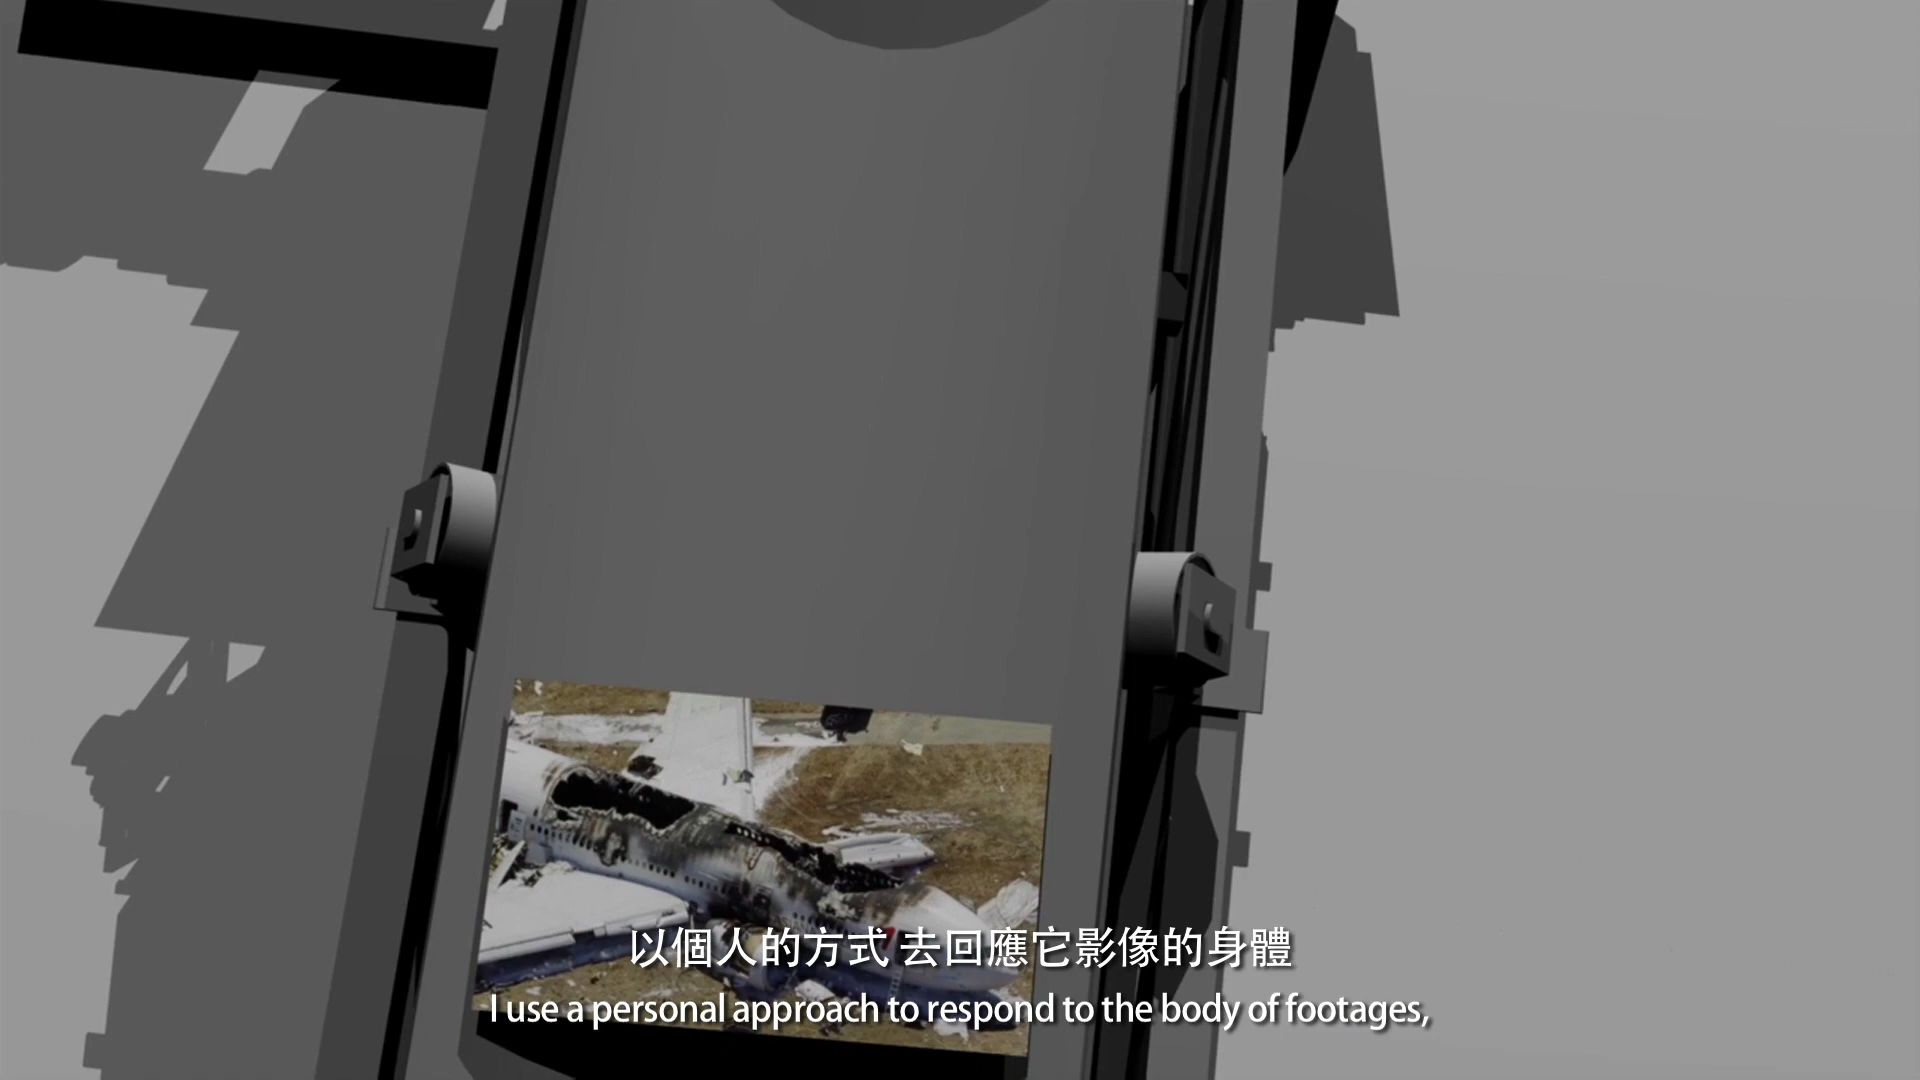 以個人的方式 去回應它影像的身體
I use a personal approach to respond to the body of footages,